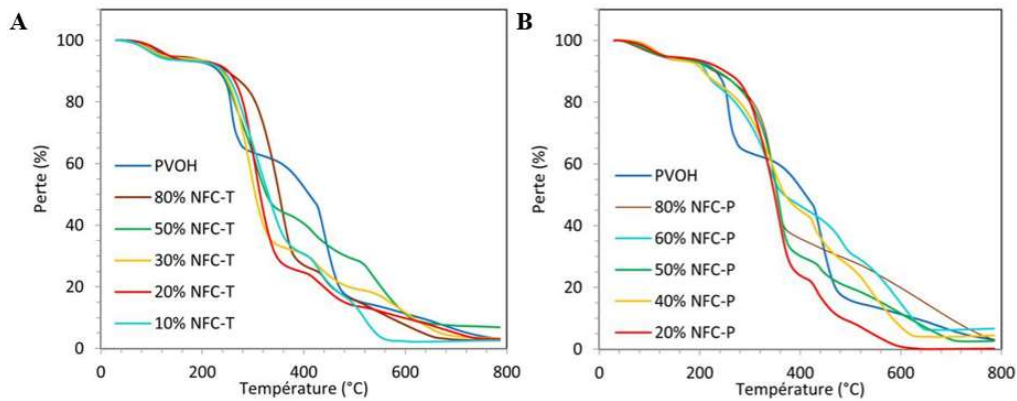 A
100
80
60
40
20
0
Perte (%)
PVOH
80% NFC-T
50% NFC-T
30% NFC-T
20% NFC-T
10% NFC-T
0 200 400 600 800
Température (°C)
B
100
80
60
40
20
0
Perte (%)
PVOH
80% NFC-P
60% NFC-P
50% NFC-P
40% NFC-P
20% NFC-P
0 200 400 600 800
Température (°C)